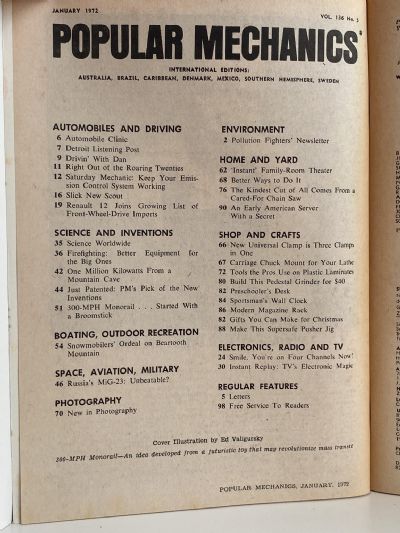 JANUARY 1972
VOL. 136 No. 5
POPULAR MECHANICS
INTERNATIONAL EDITIONS:
AUSTRALIA, BRAZIL, CARIBBEAN, DENMARK, MEXICO, SOUTHERN HEMISPHERE, SWEDEN
AUTOMOBILES AND DRIVING
6 Automobile Clinic
7 Detroit Listening Post
9 Drivin' With Dan
11 Right Out of the Roaring Twenties
12 Saturday Mechanic: Keep Your Emis-
sion Control System Working
16 Slick New Scout
19 Renault 12 Joins Growing List of
Front-Wheel-Drive Imports
SCIENCE AND INVENTIONS
35 Science Worldwide
36 Firefighting: Better Equipment for
the Big Ones
42 One Million Kilowatts From a
Mountain Cave
44 Just Patented: PM's Pick of the New
Inventions
51 300-MPH Monorail . . . Started With
a Broomstick
BOATING, OUTDOOR RECREATION
54 Snowmobilers' Ordeal on Beartooth
Mountain
SPACE, AVIATION, MILITARY
46 Russia's MiG-23: Unbeatable?
PHOTOGRAPHY
70 New in Photography
ENVIRONMENT
2 Pollution Fighters' Newsletter
HOME AND YARD
62 'Instant' Family-Room Theater
68 Better Ways to Do It
76 The Kindest Cut of All Comes From a
Cared-For Chain Saw
90 An Early American Server
With a Secret
SHOP AND CRAFTS
66 New Universal Clamp is Three Clamps
in One
67 Carriage Chuck Mount for Your Lathe
72 Tools the Pros Use on Plastic Laminates
80 Build This Pedestal Grinder for $40
82 Preschooler's Desk
84 Sportsman's Wall Clock
86 Modern Magazine Rack
82 Gifts You Can Make for Christmas
88 Make This Supersafe Pusher Jig
ELECTRONICS, RADIO AND TV
24 Smile, You're on Four Channels Now!
30 Instant Replay: TV's Electronic Magic
REGULAR FEATURES
5 Letters
98 Free Service To Readers
Cover Illustration by Ed Valigursky
300-MPH Monorail—An idea developed from a futuristic toy that may revolutionize mass transit
POPULAR MECHANICS, JANUARY, 1972